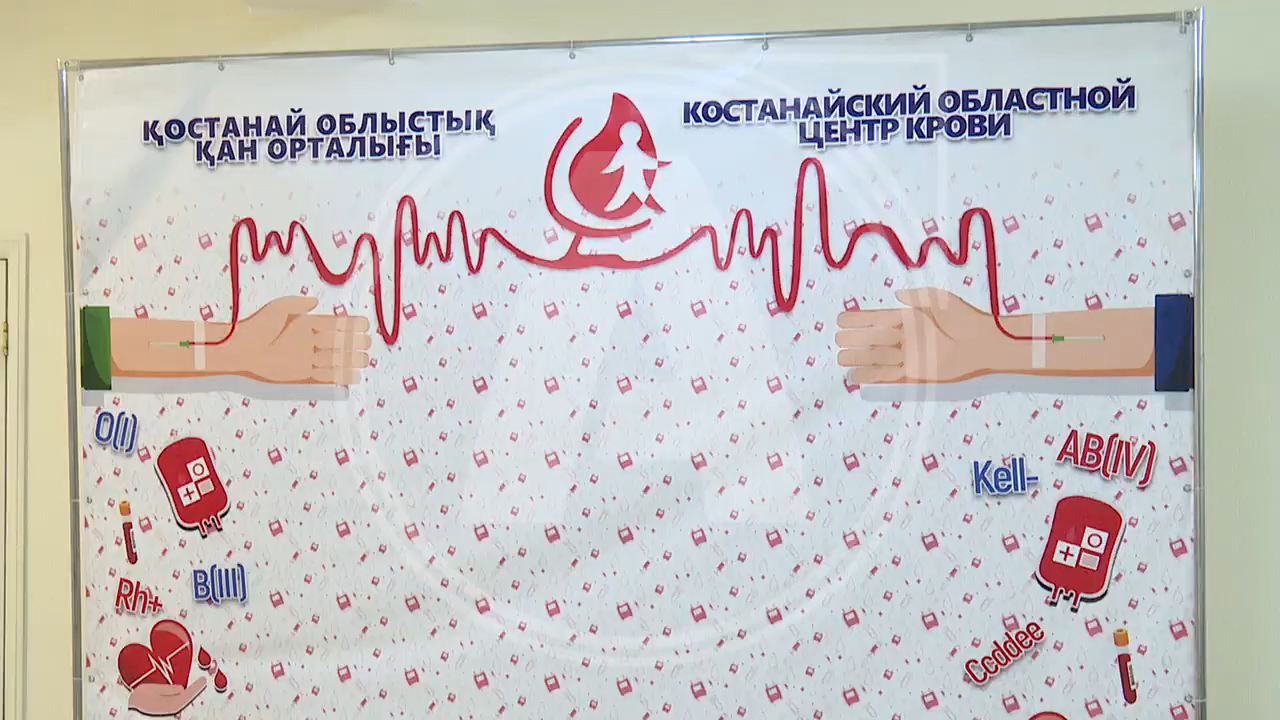 ҚОСТАНАЙ ОБЛЫСТЫҚ
ҚАН ОРТАЛЫҒЫ
КОСТАНАЙСКИЙ ОБЛАСТНОЙ
ЦЕНТР КРОВИ
O(I)
Rh+
B(III)
Kell-
AB(IV)
Ccddee